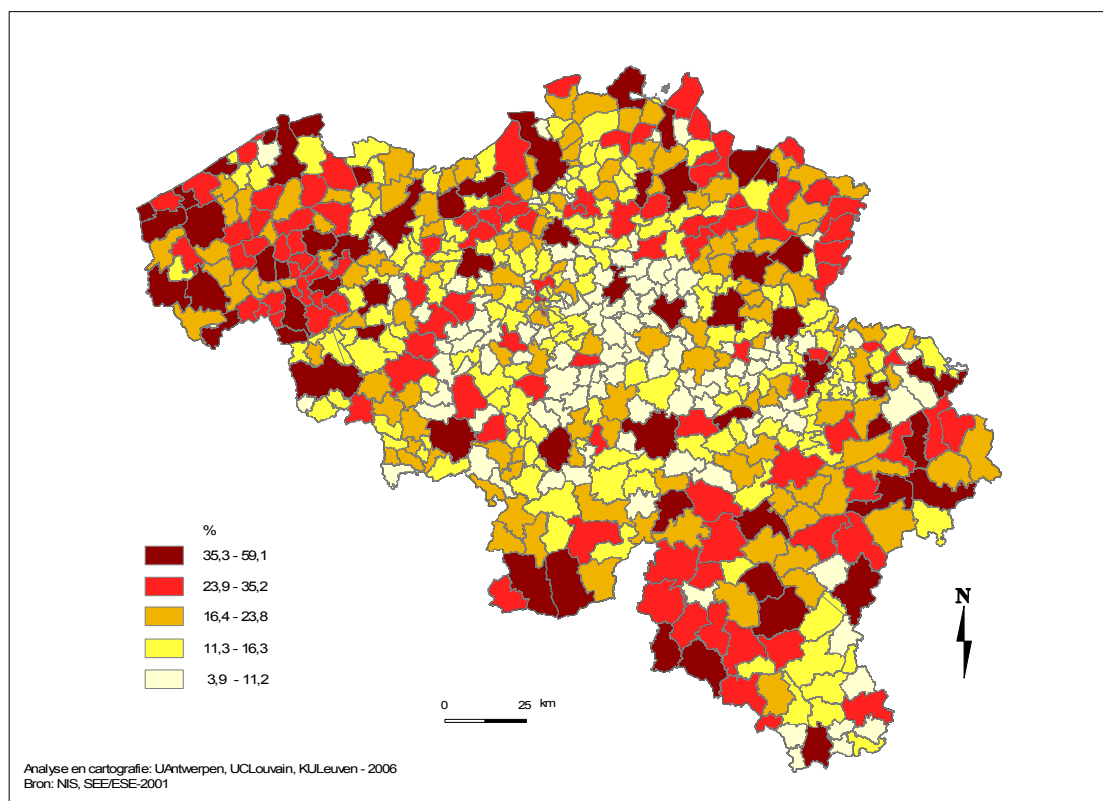 %
35,3 - 59,1
23,9 - 35,2
16,4 - 23,8
11,3 - 16,3
3,9 - 11,2
N
0 25 km
Analyse en cartografie: UAntwerpen, UCLouvain, KULeuven - 2006
Bron: NIS, SEE/ESE-2001